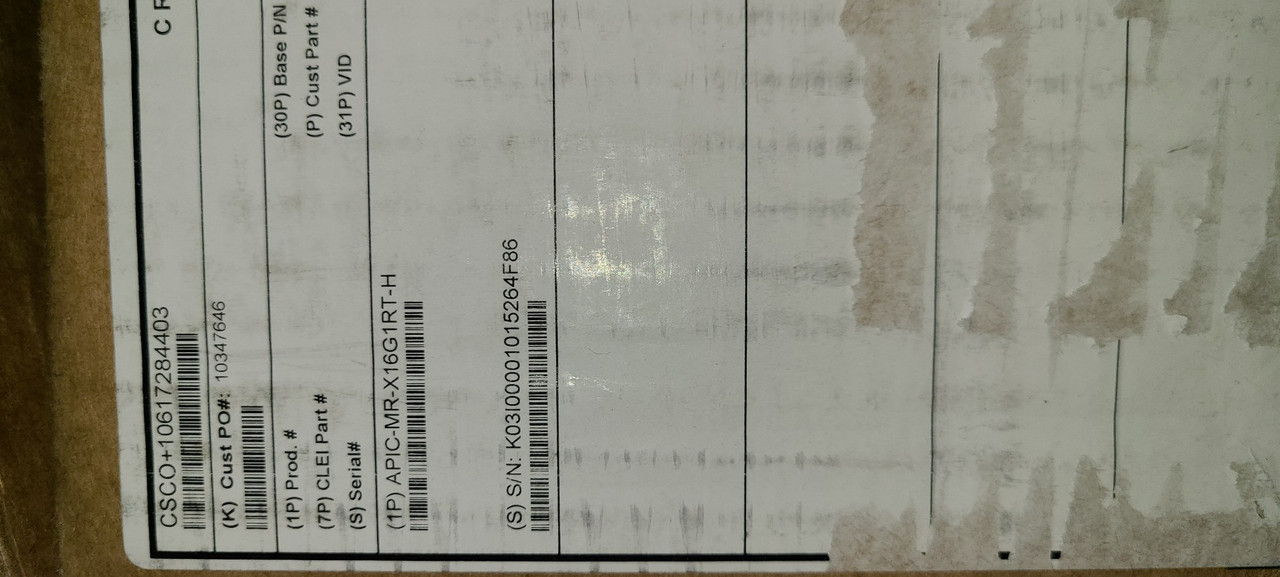 CSCO+10617284403
(K) Cust PO#: 10347646
(1P) Prod. #
(30P) Base P/N
(7P) CLEI Part #
(P) Cust Part #
(S) Serial#
(31P) VID
(1P) APIC-MR-X16G1RT-H
(S) S/N: K03I00001015264F86